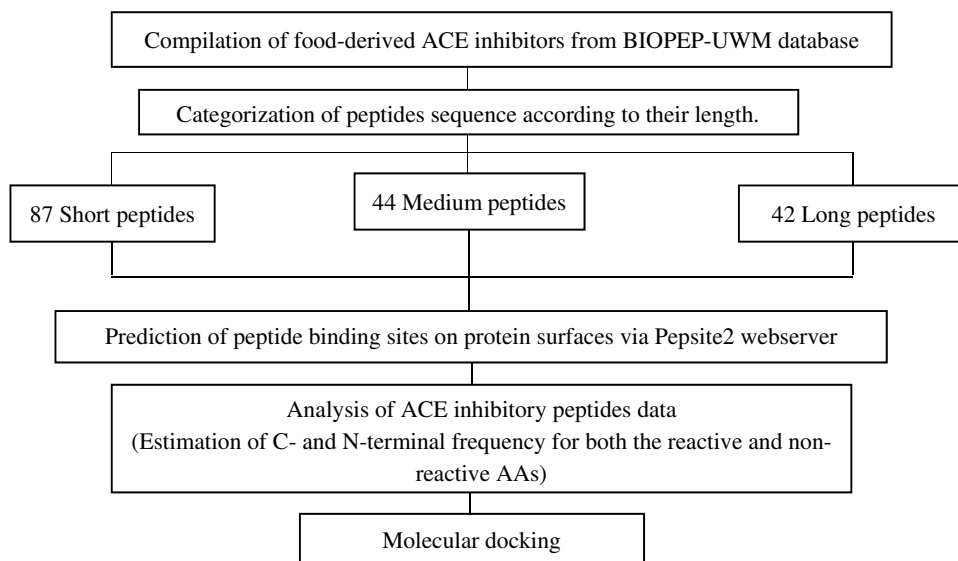 Compilation of food-derived ACE inhibitors from BIOPEP-UWM database
Categorization of peptides sequence according to their length.
87 Short peptides
44 Medium peptides
42 Long peptides
Prediction of peptide binding sites on protein surfaces via Pepsite2 webserver
Analysis of ACE inhibitory peptides data
(Estimation of C- and N-terminal frequency for both the reactive and non-
reactive AAs)
Molecular docking